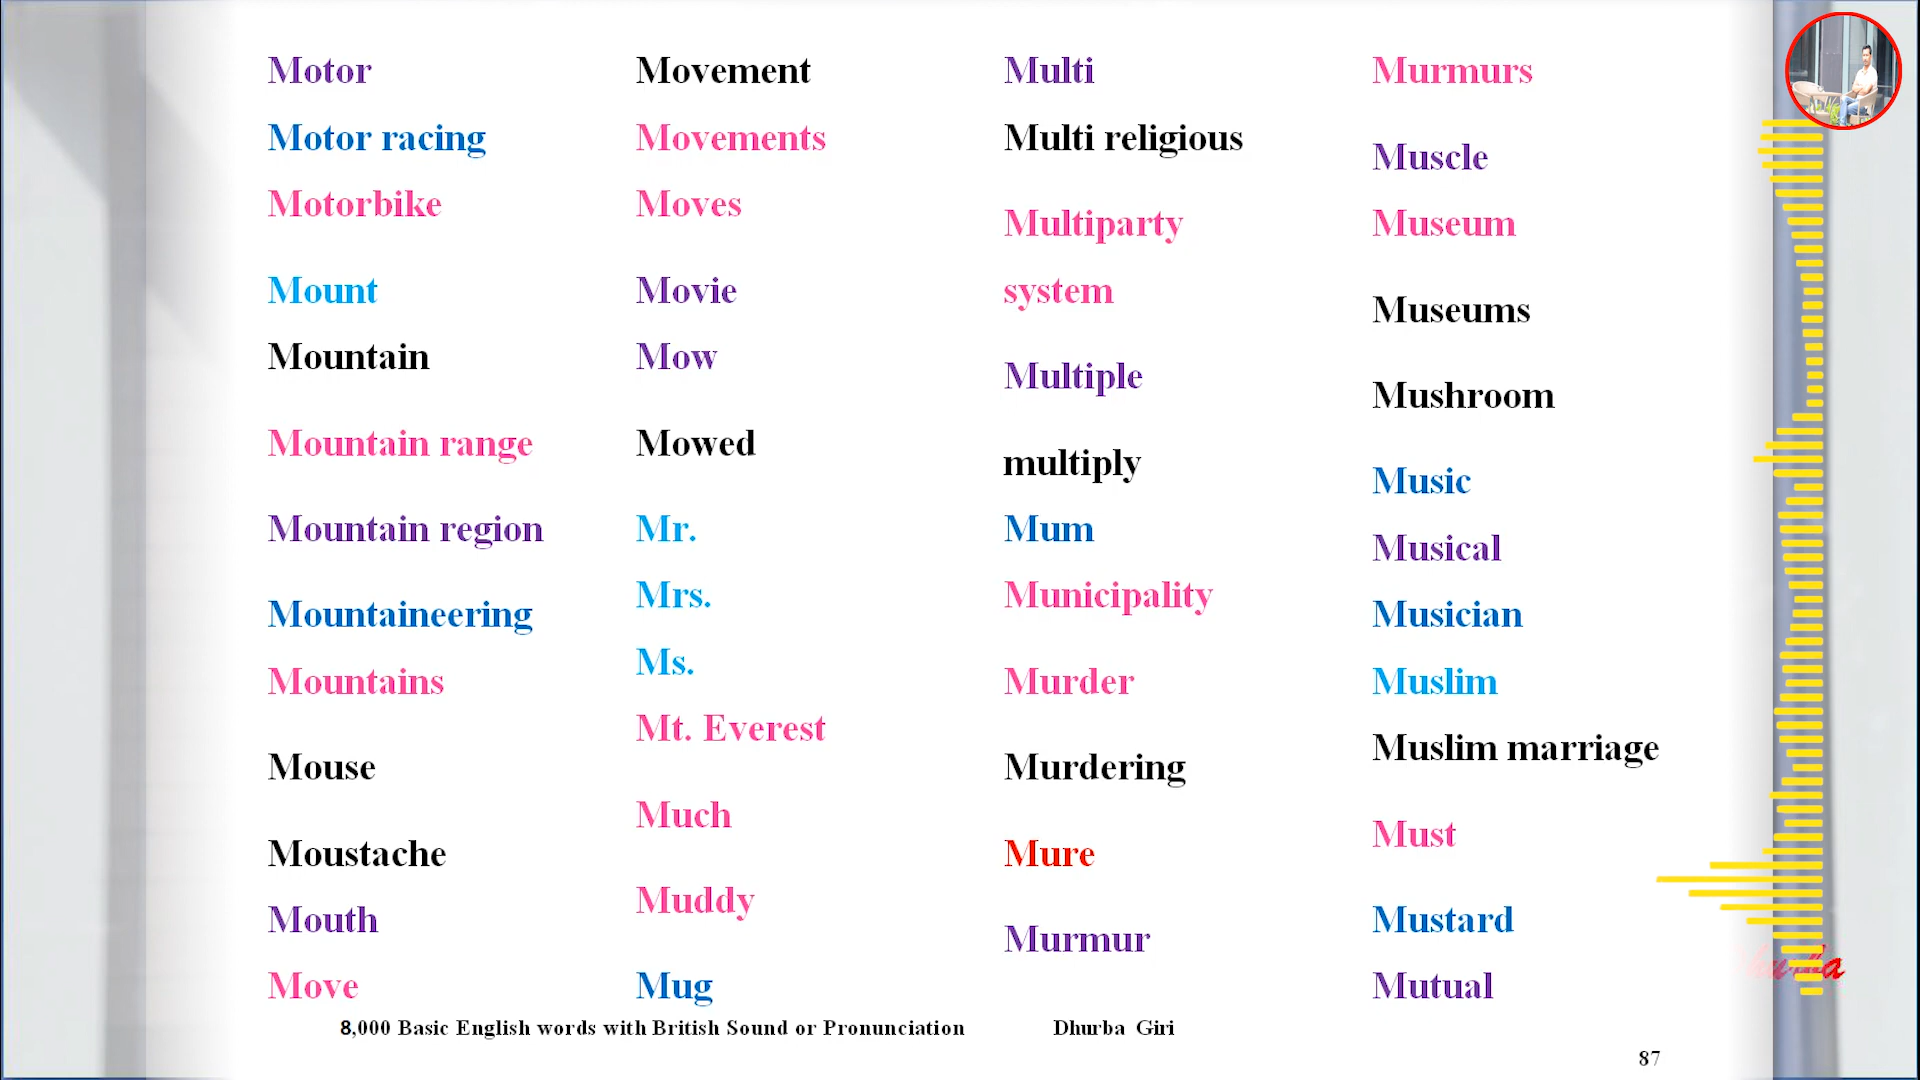 Motor
Motor racing
Motorbike
Mount
Mountain
Mountain range
Mountain region
Mountaineering
Mountains
Mouse
Moustache
Mouth
Move
Movement
Movements
Moves
Movie
Mow
Mowed
Mr.
Mrs.
Ms.
Mt. Everest
Much
Muddy
Mug
Multi
Multi religious
Multiparty
system
Multiple
multiply
Mum
Municipality
Murder
Murdering
Mure
Murmur
Murmurs
Muscle
Museum
Museums
Mushroom
Music
Musical
Musician
Muslim
Muslim marriage
Must
Mustard
Mutual
8,000 Basic English words with British Sound or Pronunciation Dhurba Giri
87